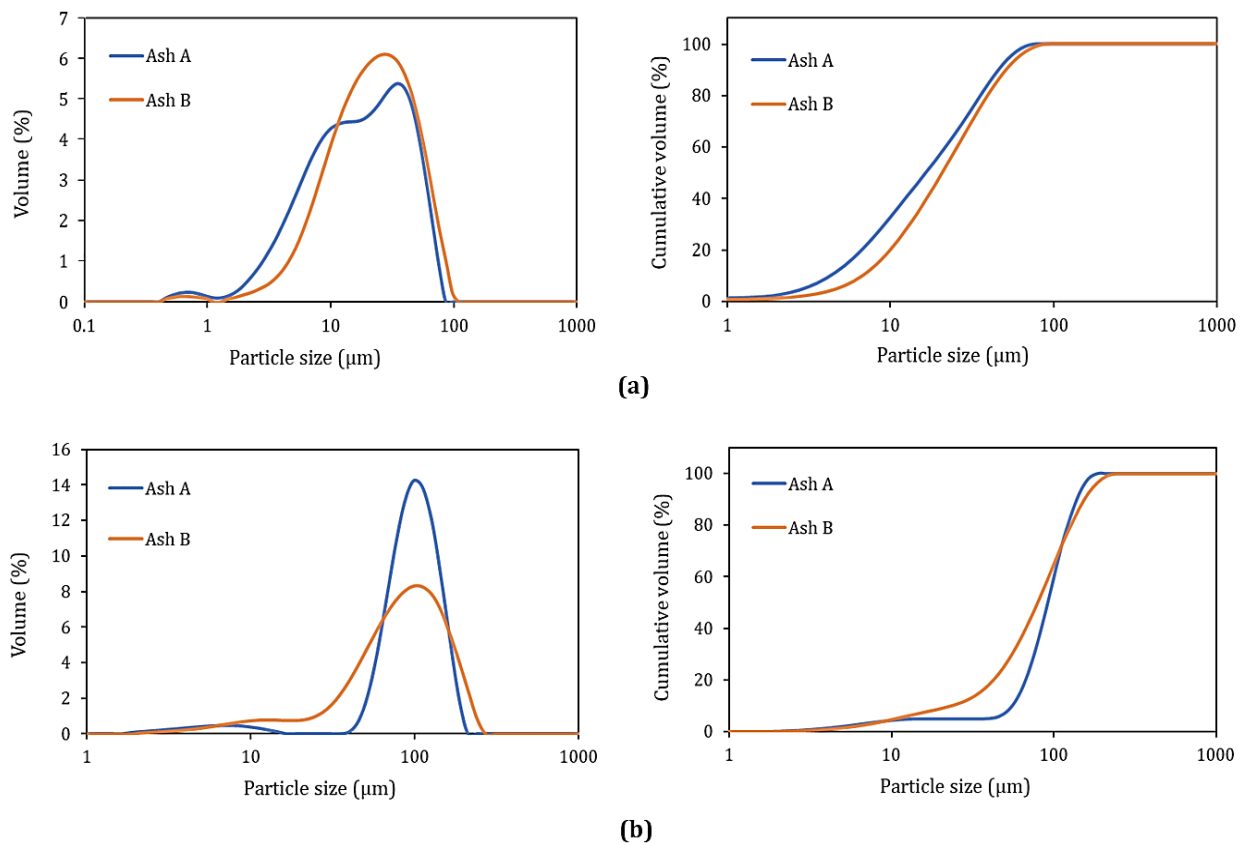 7
6
5
4
3
2
1
0
Volume (%)
Ash A
Ash B
0.1 1 10 100 1000
Particle size (µm)
100
80
60
40
20
0
Cumulative volume (%)
Ash A
Ash B
1 10 100 1000
Particle size (µm)
(a)
16
14
12
10
8
6
4
2
0
Volume (%)
Ash A
Ash B
1 10 100 1000
Particle size (µm)
100
80
60
40
20
0
Cumulative volume (%)
Ash A
Ash B
1 10 100 1000
Particle size (µm)
(b)